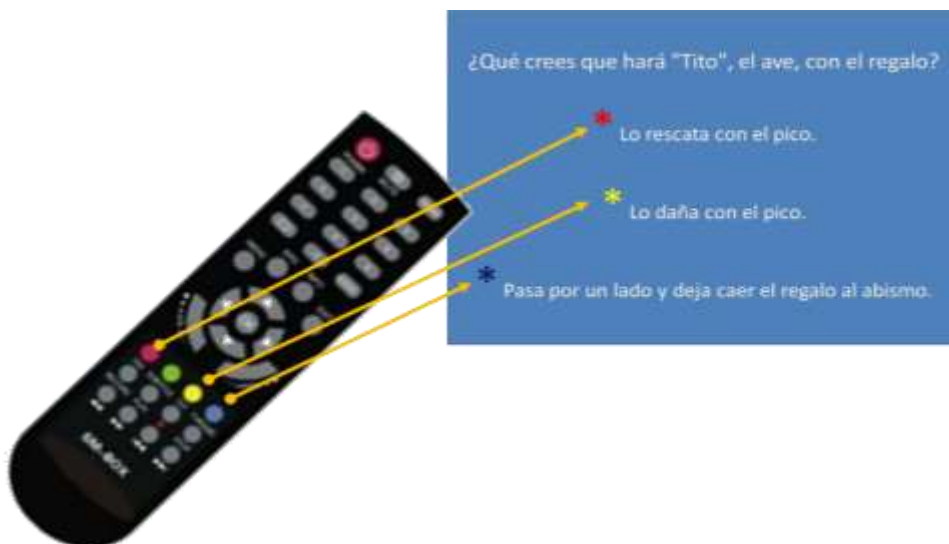 ¿Qué crees que hará "Tito", el ave, con el regalo?
* Lo rescata con el pico.
* Lo daña con el pico.
* Pasa por un lado y deja caer el regalo al abismo.